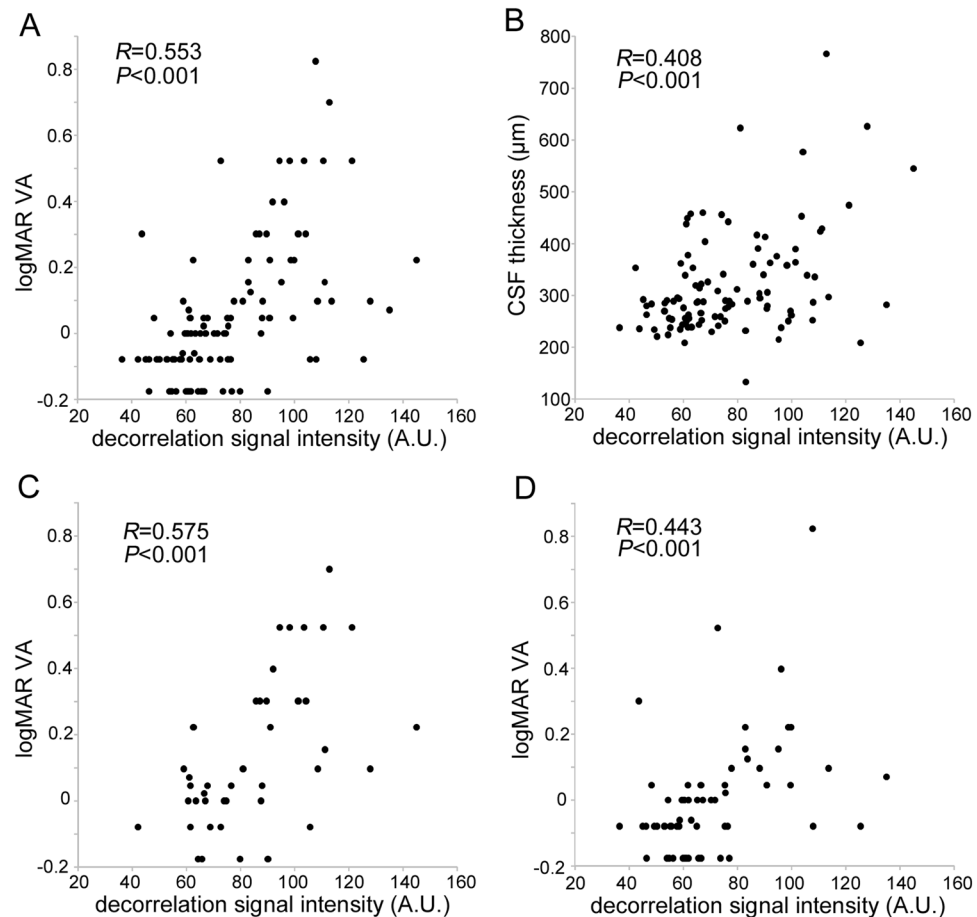 A
R=0.553
P<0.001
0.8
0.6
0.4
0.2
0
-0.2
logMAR VA
20 40 60 80 100 120 140 160
decorrelation signal intensity (A.U.)
B
R=0.408
P<0.001
800
700
600
500
400
300
200
100
CSF thickness (μm)
20 40 60 80 100 120 140 160
decorrelation signal intensity (A.U.)
C
R=0.575
P<0.001
0.8
0.6
0.4
0.2
0
-0.2
logMAR VA
20 40 60 80 100 120 140 160
decorrelation signal intensity (A.U.)
D
R=0.443
P<0.001
0.8
0.6
0.4
0.2
0
-0.2
logMAR VA
20 40 60 80 100 120 140 160
decorrelation signal intensity (A.U.)